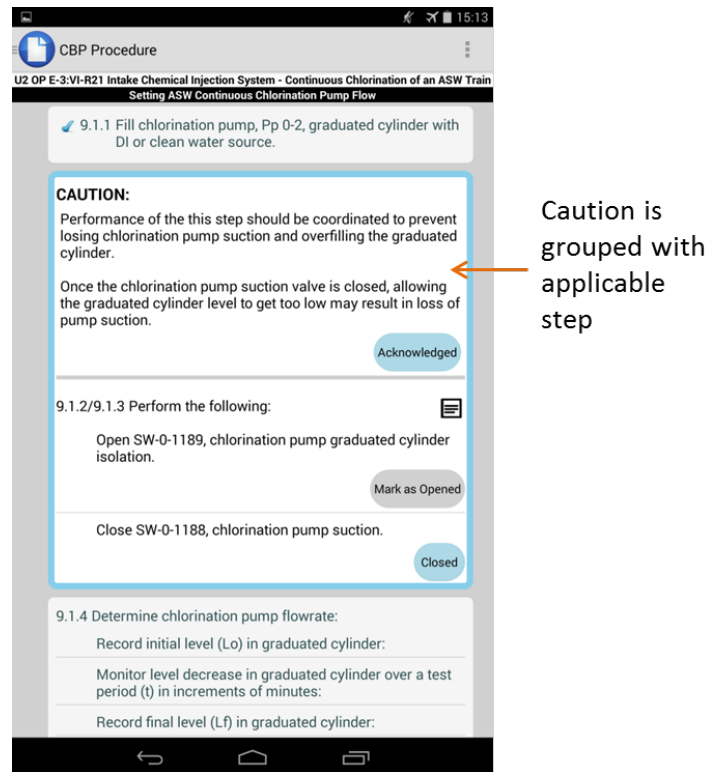 15:13
CBP Procedure
U2 OP E-3:VI-R21 Intake Chemical Injection System - Continuous Chlorination of an ASW Train
Setting ASW Continuous Chlorination Pump Flow
9.1.1 Fill chlorination pump, Pp 0-2, graduated cylinder with
DI or clean water source.
CAUTION:
Performance of the this step should be coordinated to prevent
losing chlorination pump suction and overfilling the graduated
cylinder.
Once the chlorination pump suction valve is closed, allowing
the graduated cylinder level to get too low may result in loss of
pump suction.
Acknowledged
9.1.2/9.1.3 Perform the following:
Open SW-0-1189, chlorination pump graduated cylinder
isolation.
Mark as Opened
Close SW-0-1188, chlorination pump suction.
Closed
9.1.4 Determine chlorination pump flowrate:
Record initial level (Lo) in graduated cylinder:
Monitor level decrease in graduated cylinder over a test
period (t) in increments of minutes:
Record final level (Lf) in graduated cylinder:
Caution is
grouped with
applicable
step